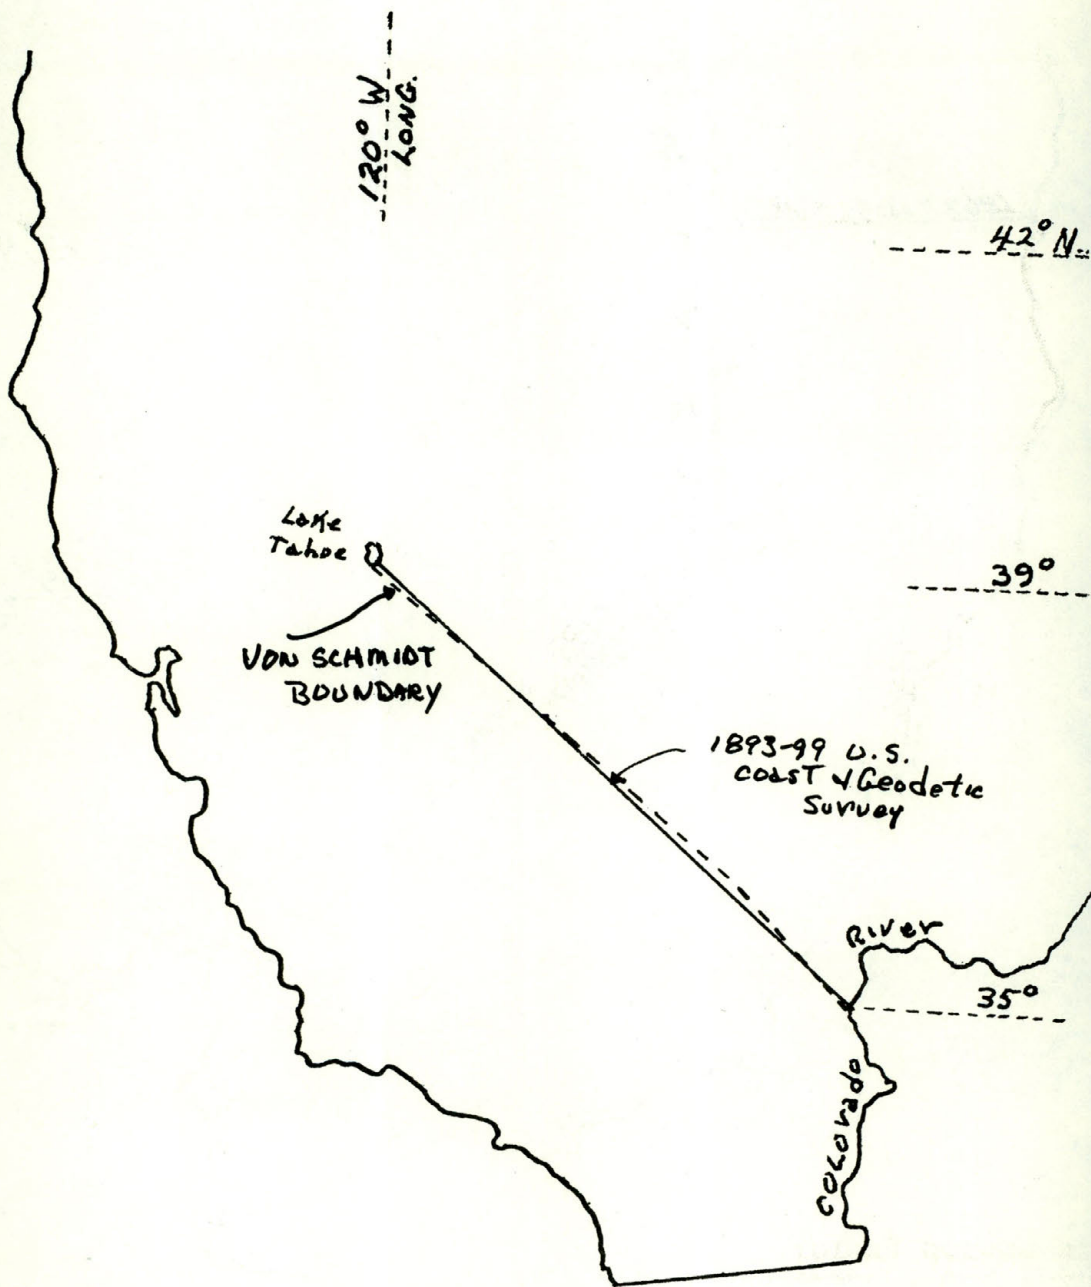 120° W
LONG.
42° N.
Lake
Tahoe
39°
VON SCHMIDT
BOUNDARY
1893-99 U.S.
COAST & Geodetic
Survey
River
35°
COLORado